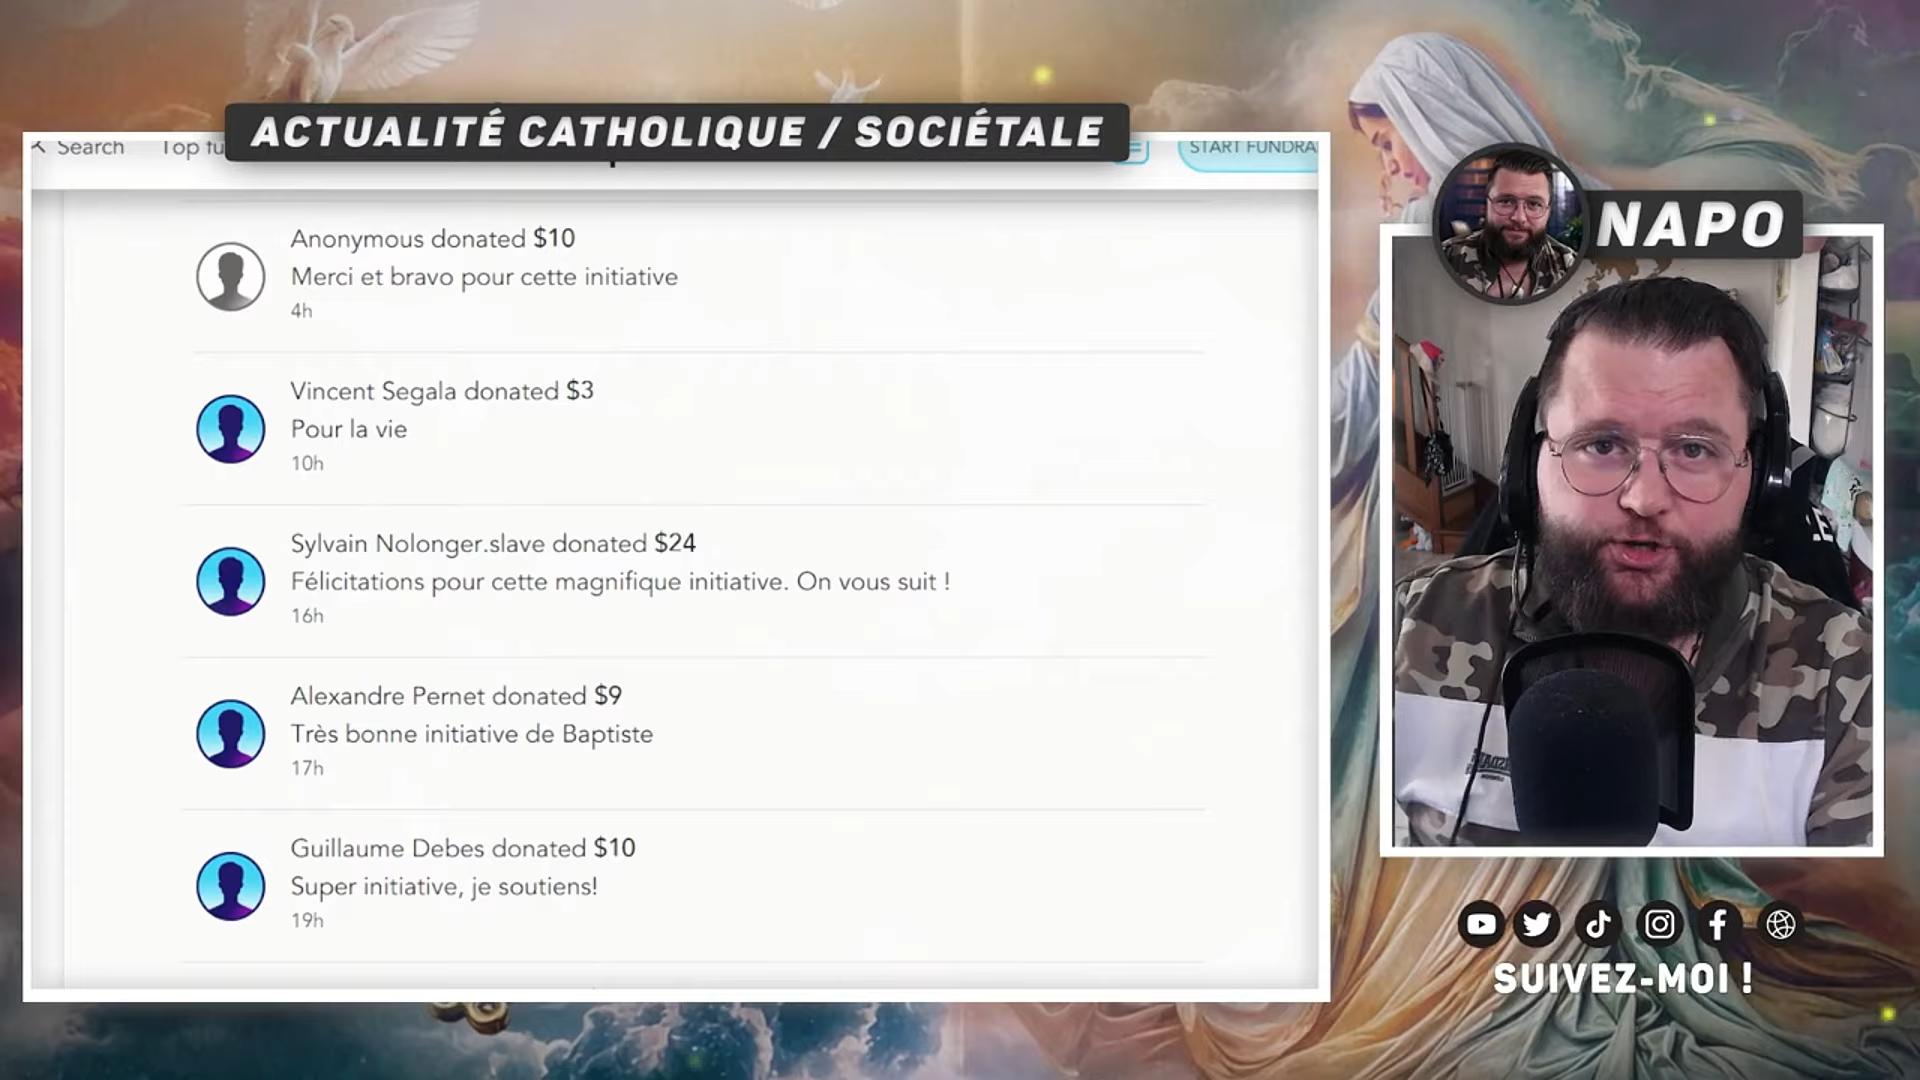 ACTUALITÉ CATHOLIQUE / SOCIÉTALE
Search
Top fu
START FUNDRA
Anonymous donated $10
Merci et bravo pour cette initiative
4h
Vincent Segala donated $3
Pour la vie
10h
Sylvain Nolonger.slave donated $24
Félicitations pour cette magnifique initiative. On vous suit !
16h
Alexandre Pernet donated $9
Très bonne initiative de Baptiste
17h
Guillaume Debes donated $10
Super initiative, je soutiens!
19h
NAPO
SUIVEZ-MOI !